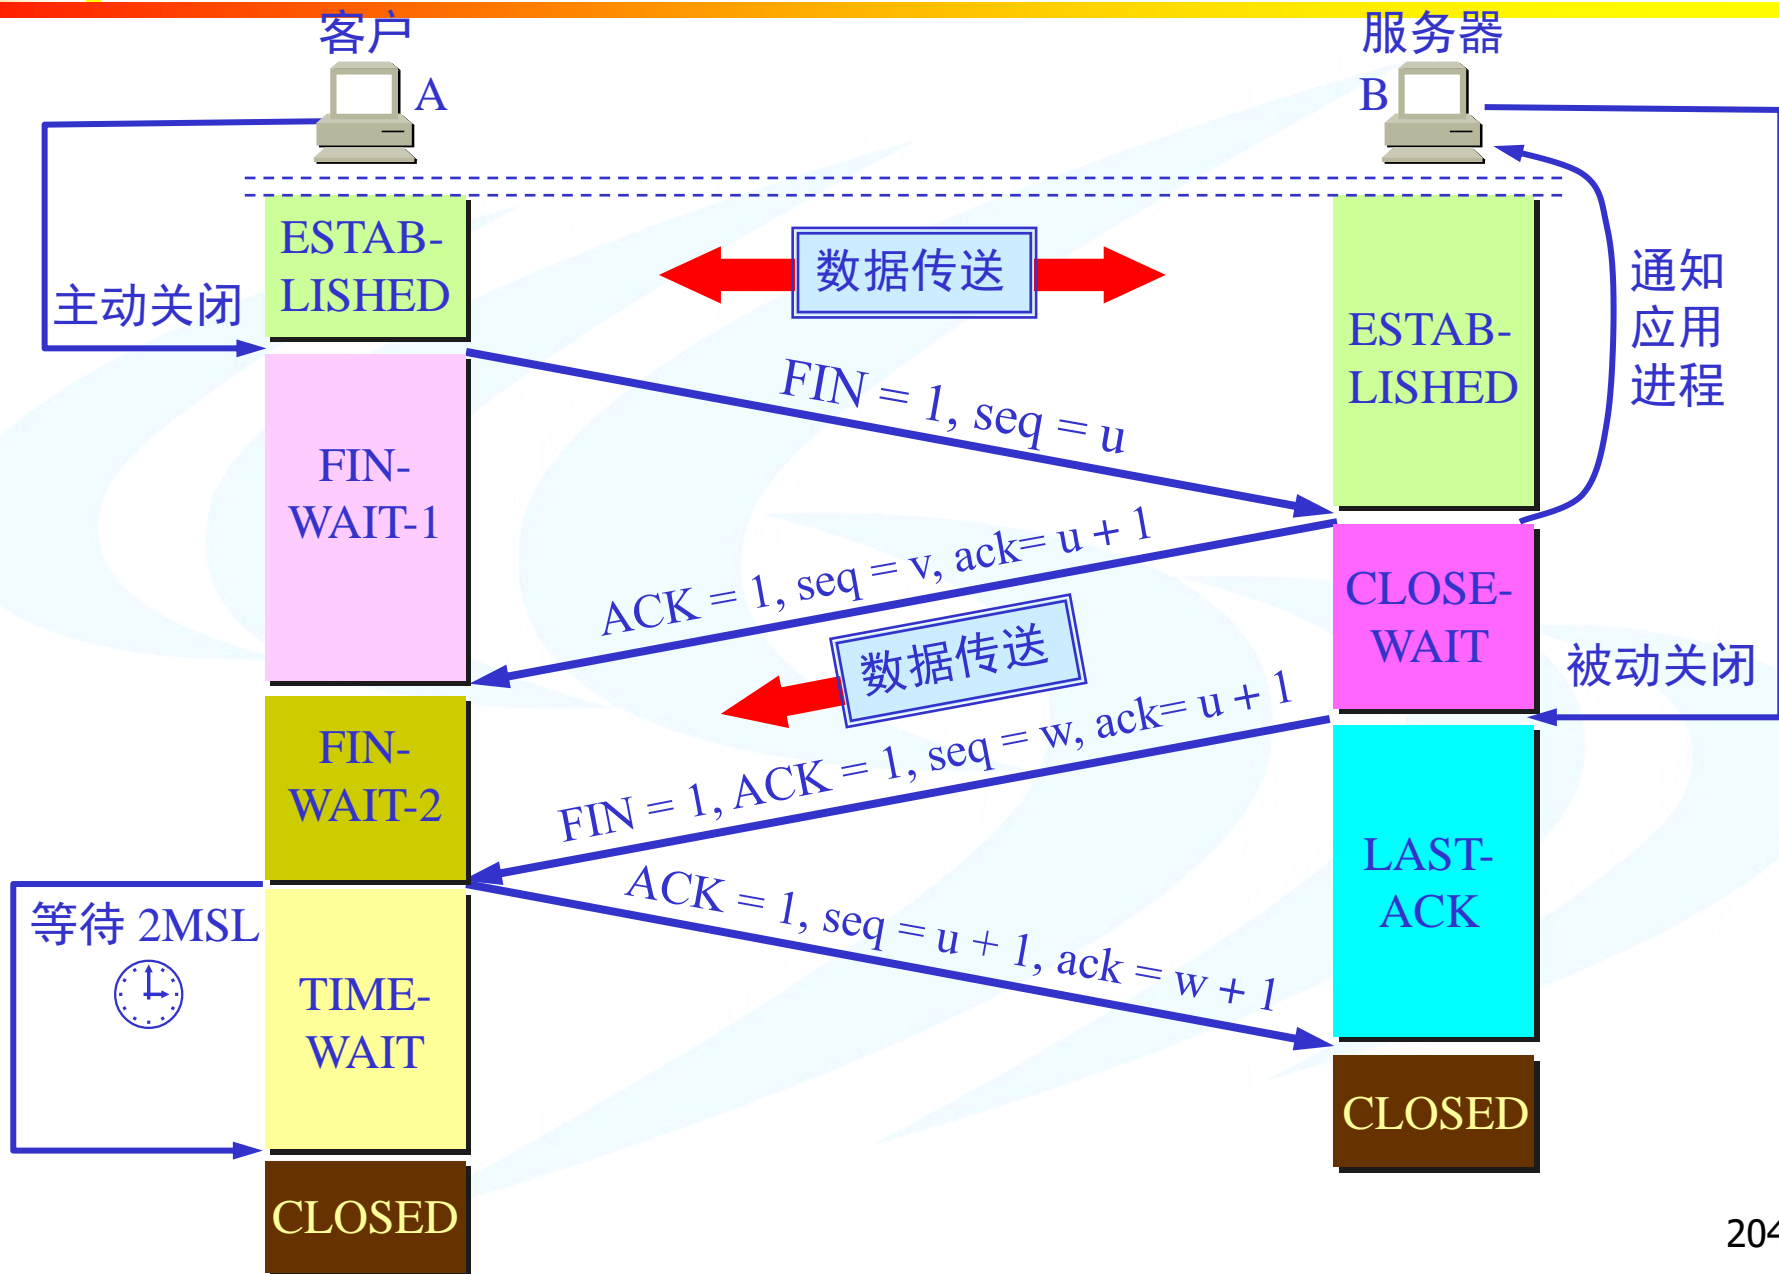 客户
服务器
A
B
ESTAB-
LISHED
数据传送
主动关闭
通知
应用
进程
ESTAB-
LISHED
FIN = 1, seq = u
FIN-
WAIT-1
ACK = 1, seq = v, ack= u + 1
CLOSE-
WAIT
数据传送
被动关闭
FIN-
WAIT-2
FIN = 1, ACK = 1, seq = w, ack= u + 1
LAST-
ACK
等待 2MSL
ACK = 1, seq = u + 1, ack = w + 1
TIME-
WAIT
CLOSED
CLOSED
204